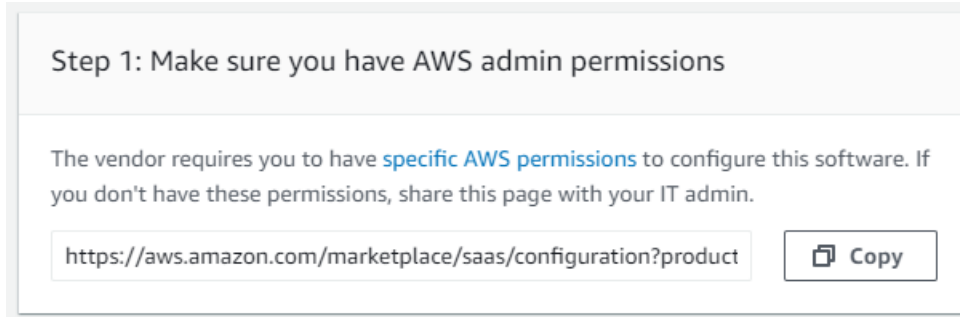 Step 1: Make sure you have AWS admin permissions
The vendor requires you to have specific AWS permissions to configure this software. If
you don't have these permissions, share this page with your IT admin.
https://aws.amazon.com/marketplace/saas/configuration?product
Copy